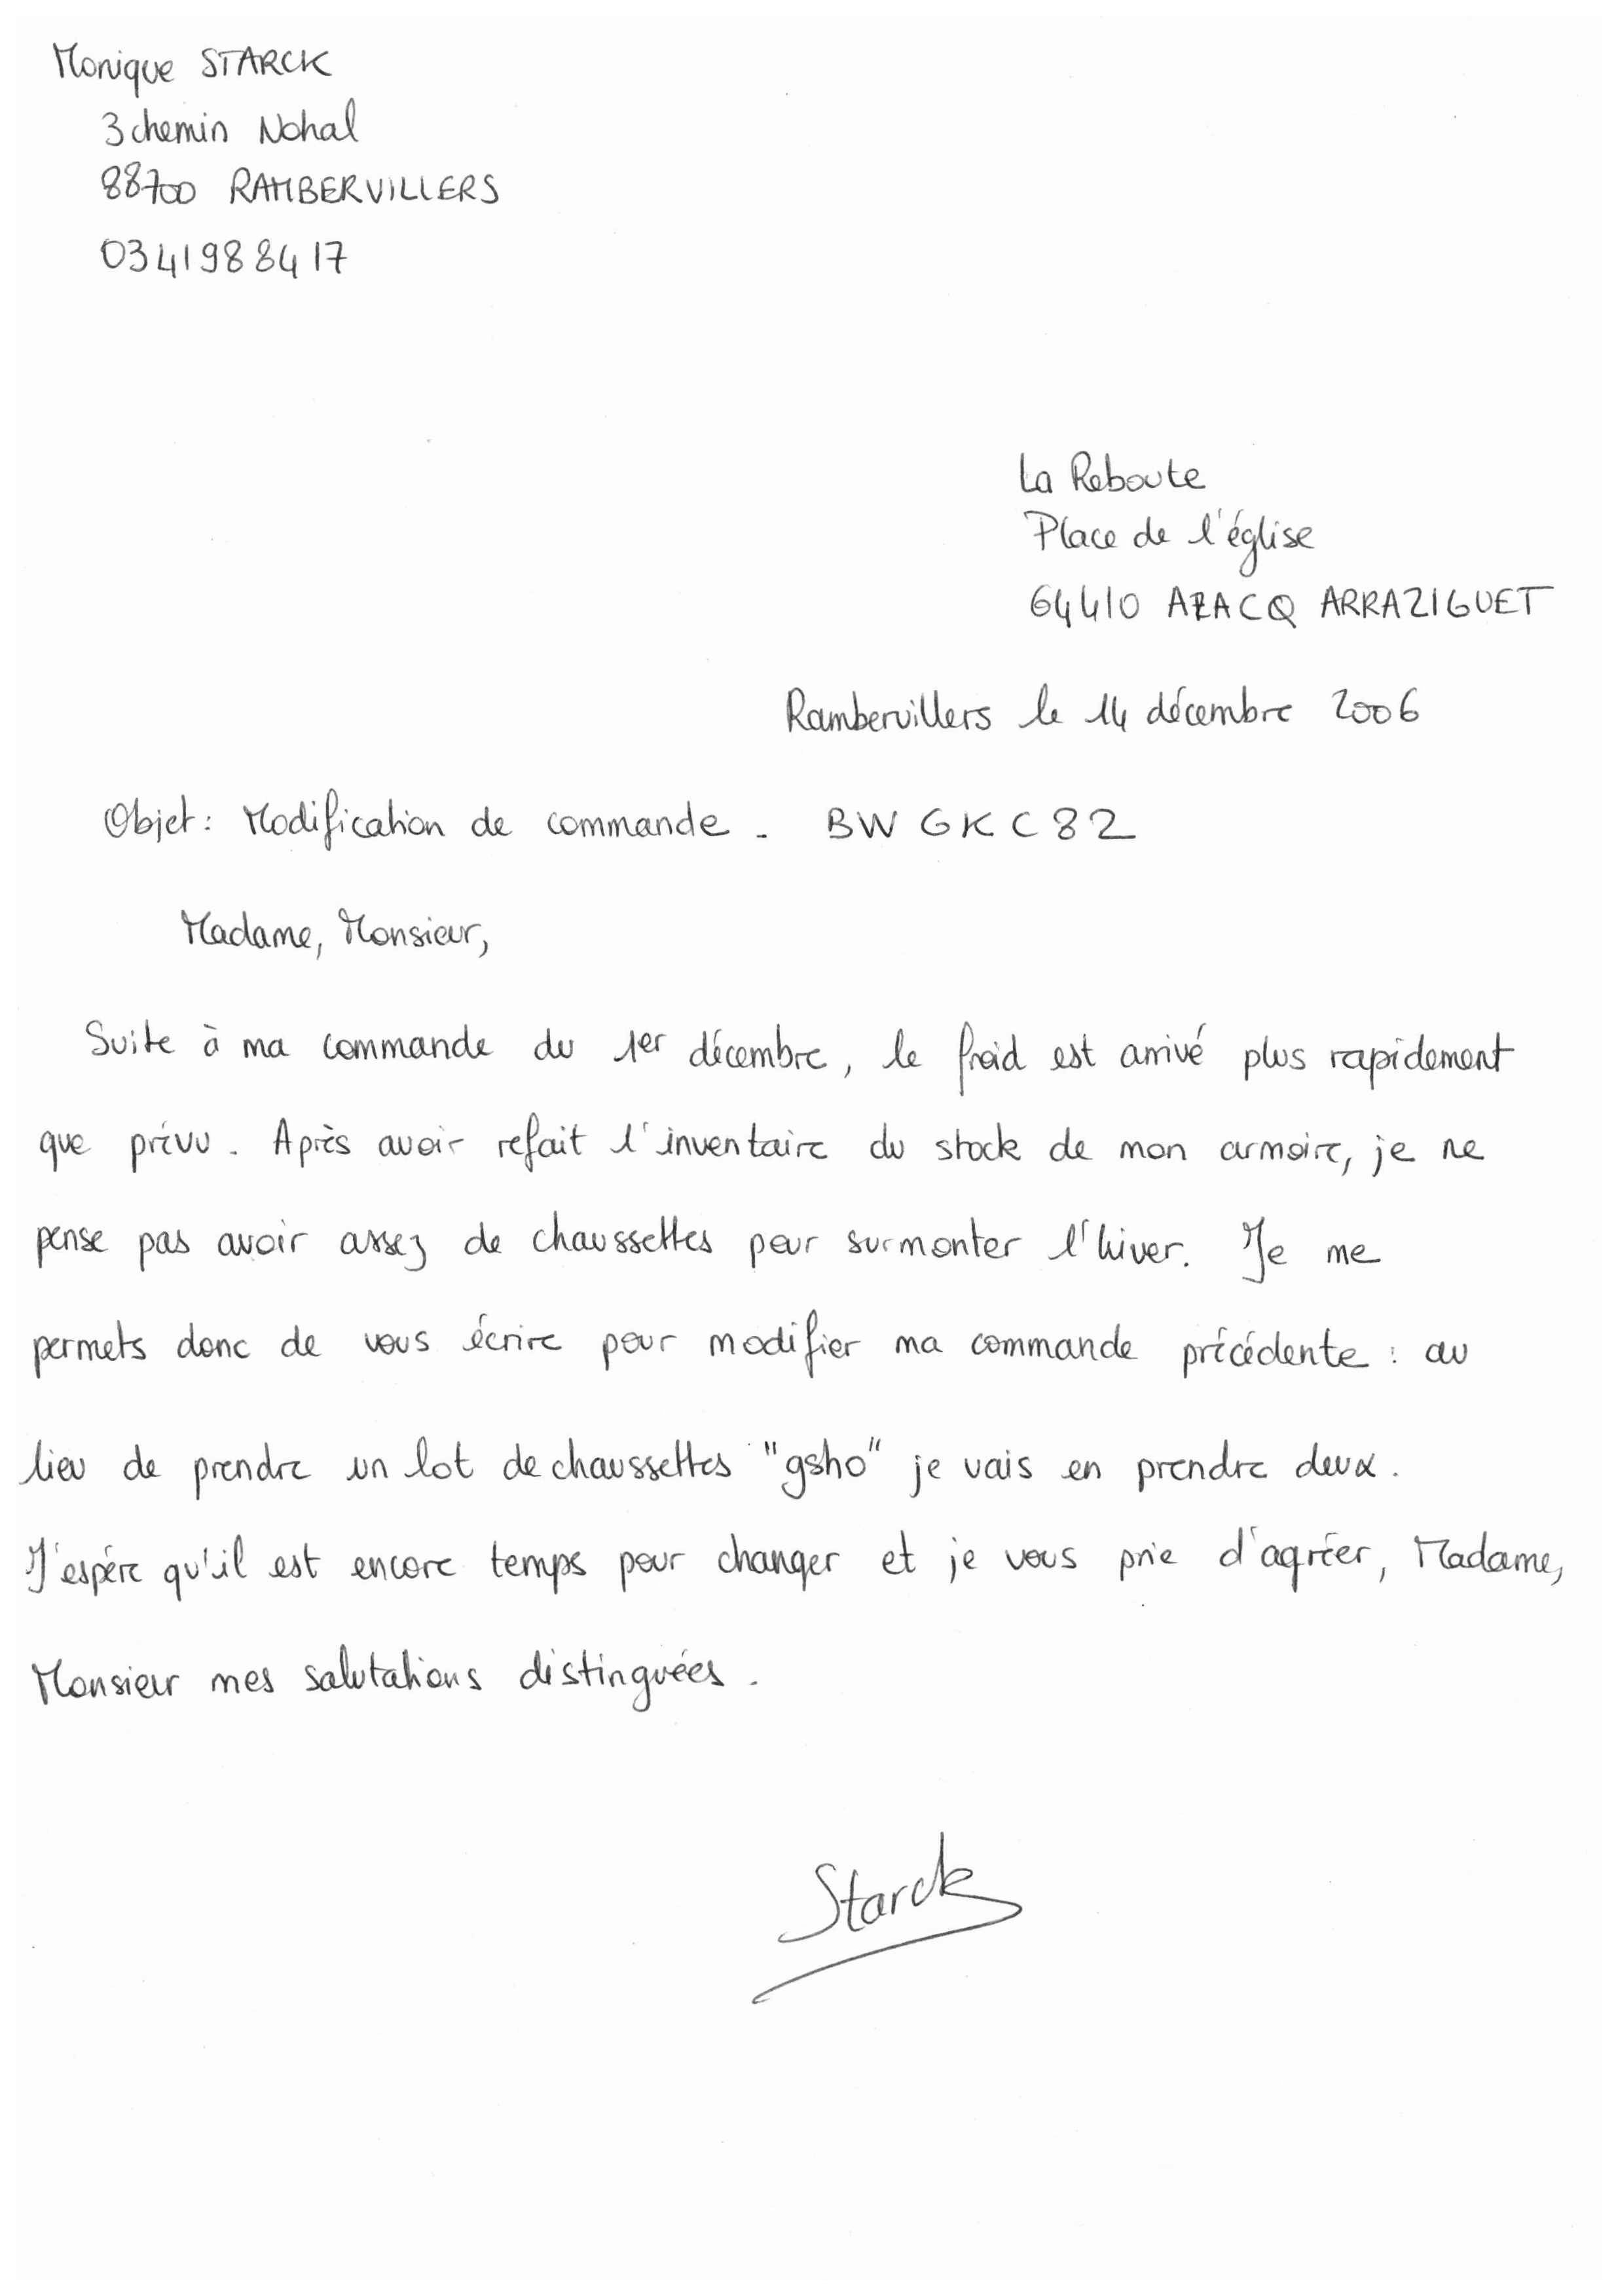 Monique STARCK
3 chemin Nohal
88700 RAMBERVILLERS
0341988417
La Reboute
Place de l'église
64410 AZACQ ARRAZIGUET
Rambervillers le 14 décembre 2006
Objet : Modification de commande - BWGKC82
Madame, Monsieur,
Suite à ma commande du 1er décembre, le froid est arrivé plus rapidement
que prévu. Après avoir refait l'inventaire du stock de mon armoire, je ne
pense pas avoir assez de chaussettes pour surmonter l'hiver. Je me
permets donc de vous écrire pour modifier ma commande précédente : au
lieu de prendre un lot de chaussettes "gsho" je vais en prendre deux.
J'espère qu'il est encore temps pour changer et je vous prie d'agréer, Madame,
Monsieur mes salutations distinguées.
Starck